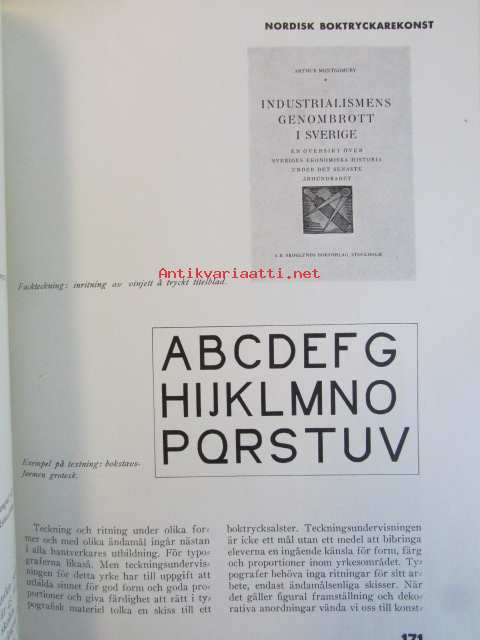 NORDISK BOKTRYCKAREKONST
ARTHUR MONTGOMERY
INDUSTRIALISMENS
GENOMBROTT
I SVERIGE
EN ÖVERSIKT ÖVER
SVERIGES EKONOMISKA HISTORIA
UNDER DET SENASTE
ÅRHUNDRADET
A.B. SKOGLUNDS BOKFÖRLAG, STOCKHOLM
Antikvariaatti.net
Fackteckning: inritning av vinjett å tryckt titelblad.
ABCDEFG
HIJKLMNO
PQRSTUV
Exempel på textning: bokstavs-
formen grotesk.
Teckning och ritning under olika for-
mer och med olika ändamål ingår nästan
i alla hantverkares utbildning. För typo-
graferna likaså. Men teckningsundervis-
ningen för detta yrke har till uppgift att
utbilda sinnet för god form och goda pro-
portioner och giva färdighet att rätt i ty-
pografisk materiel tolka en skiss till ett
boktrycksalster. Teckningsundervisningen
är icke ett mål utan ett medel att bibringa
eleverna en ingående känsla för form, färg
och proportioner inom yrkesområdet. Ty-
pografer behöva inga ritningar för sitt ar-
bete, endast ändamålsenliga skisser. När
det gäller figural framställning och deko-
rativa anordningar vända vi oss till konst-
171